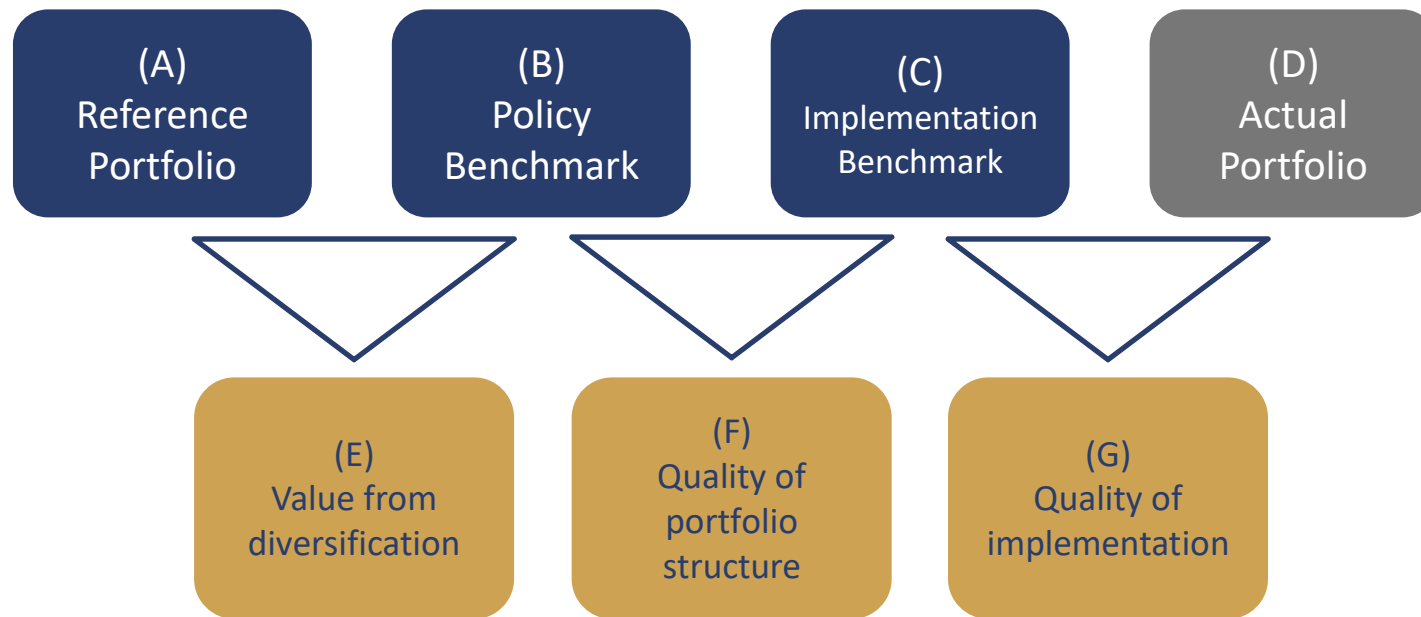 (A)
Reference
Portfolio
(B)
Policy
Benchmark
(C)
Implementation
Benchmark
(D)
Actual
Portfolio
(E)
Value from
diversification
(F)
Quality of
portfolio
structure
(G)
Quality of
implementation